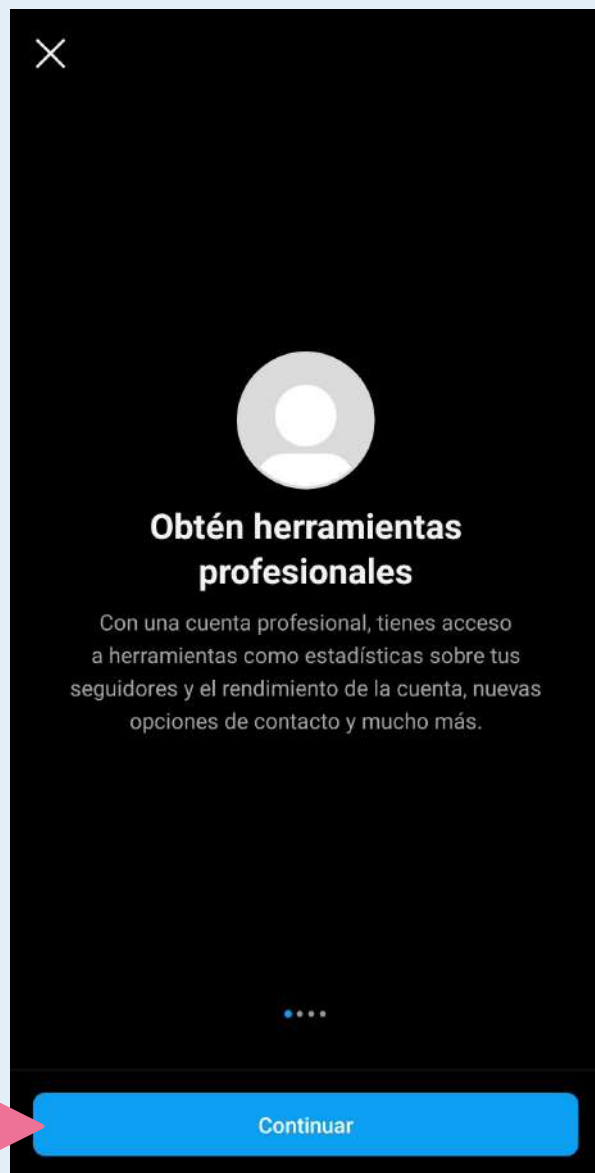 Obtén herramientas
profesionales
Con una cuenta profesional, tienes acceso
a herramientas como estadísticas sobre tus
seguidores y el rendimiento de la cuenta, nuevas
opciones de contacto y mucho más.
Continuar